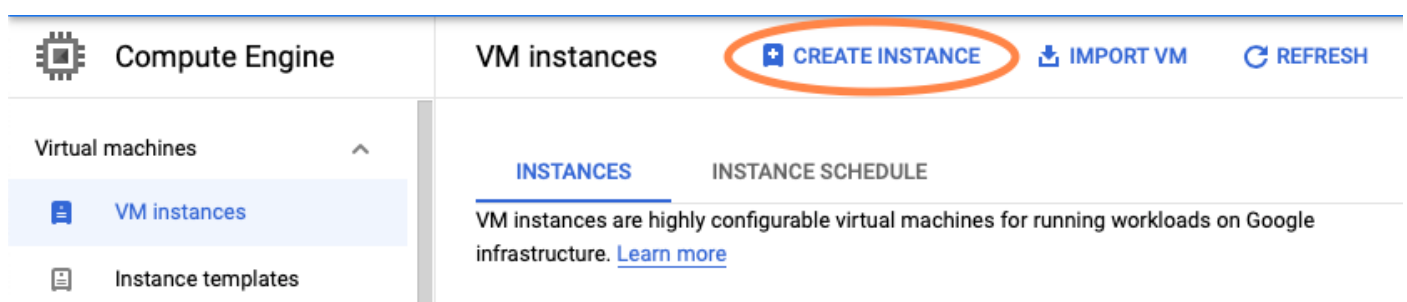 Compute Engine
VM instances
CREATE INSTANCE
IMPORT VM
REFRESH
Virtual machines
VM instances
Instance templates
INSTANCES
INSTANCE SCHEDULE
VM instances are highly configurable virtual machines for running workloads on Google
infrastructure. Learn more